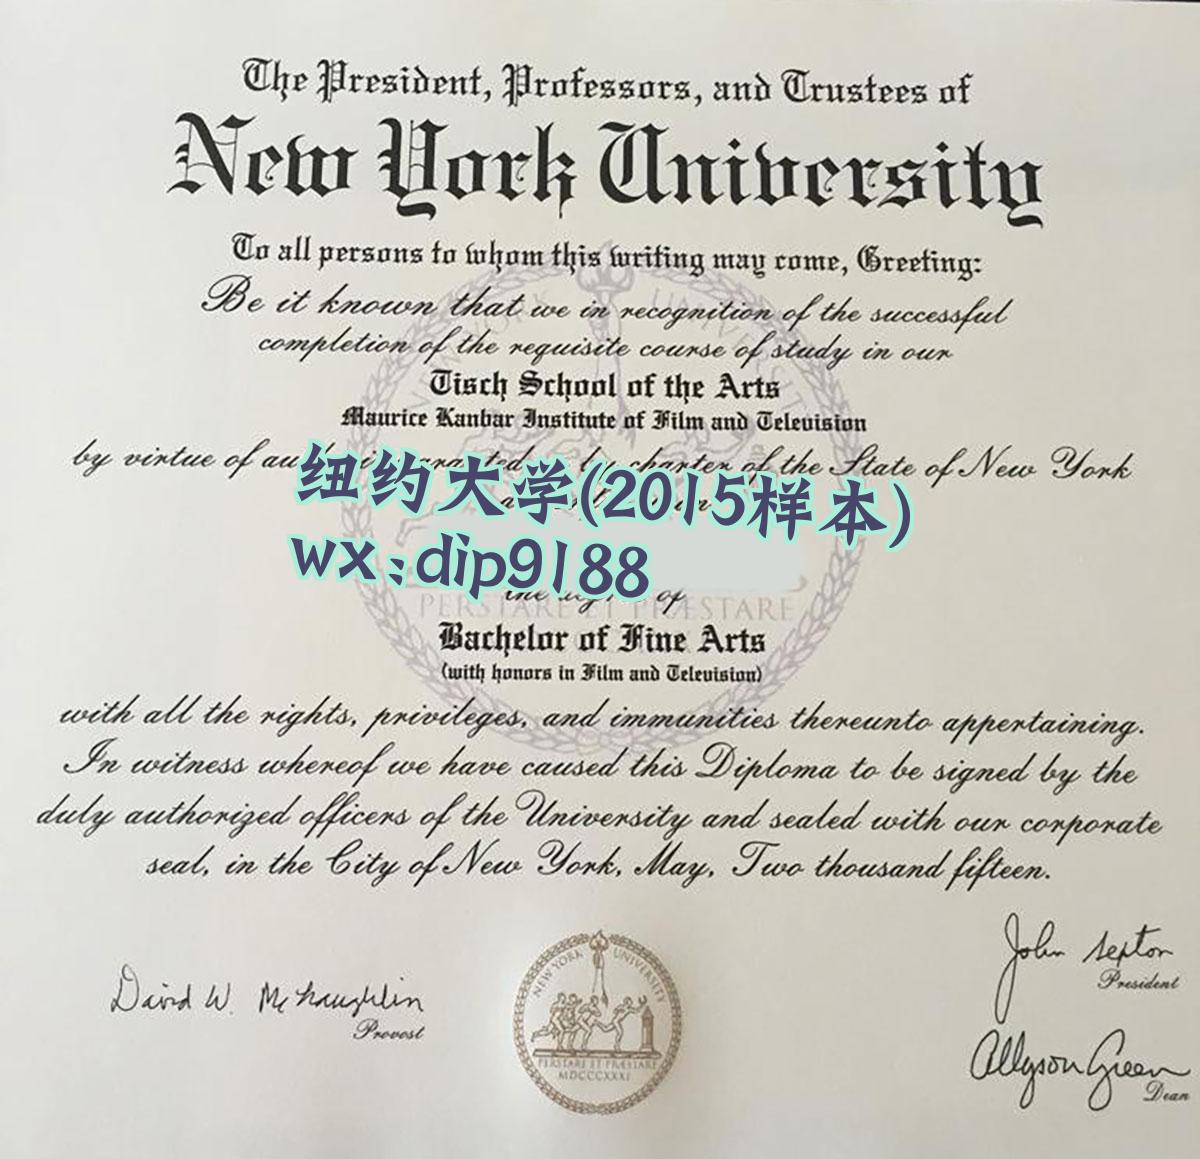 The President, Professors, and Trustees of
New York University
To all persons to whom this writing may come, Greeting:
Be it known that we in recognition of the successful
completion of the requisite course of study in our
Tisch School of the Arts
Maurice Kanbar Institute of Film and Television
by virtue of by charter of the State of New York
纽约大学(2015样本)
wx:dip9188
of
PERSTARE ET PRÆSTARE
Bachelor of Fine Arts
(with honors in Film and Television)
with all the rights, privileges, and immunities thereunto appertaining.
In witness whereof we have caused this Diploma to be signed by the
duly authorized officers of the University and sealed with our corporate
seal, in the City of New York, May, Two thousand fifteen.
John Sexton
President
David W. McLaughlin
Provost
NEW YORK UNIVERSITY
PERSTARE ET PRÆSTARE
MDCCCXXXI
Allyson Green
Dean